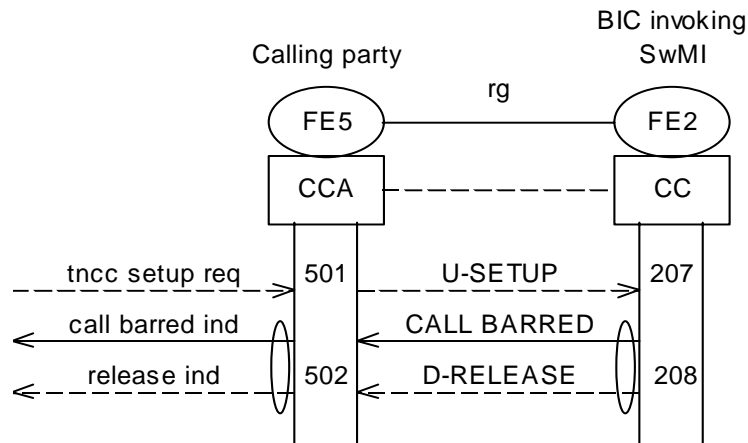 BIC invoking
SwMI
Calling party
rg
FE5
FE2
CCA
CC
tncc setup req
501
U-SETUP
207
call barred ind
CALL BARRED
release ind
502
D-RELEASE
208